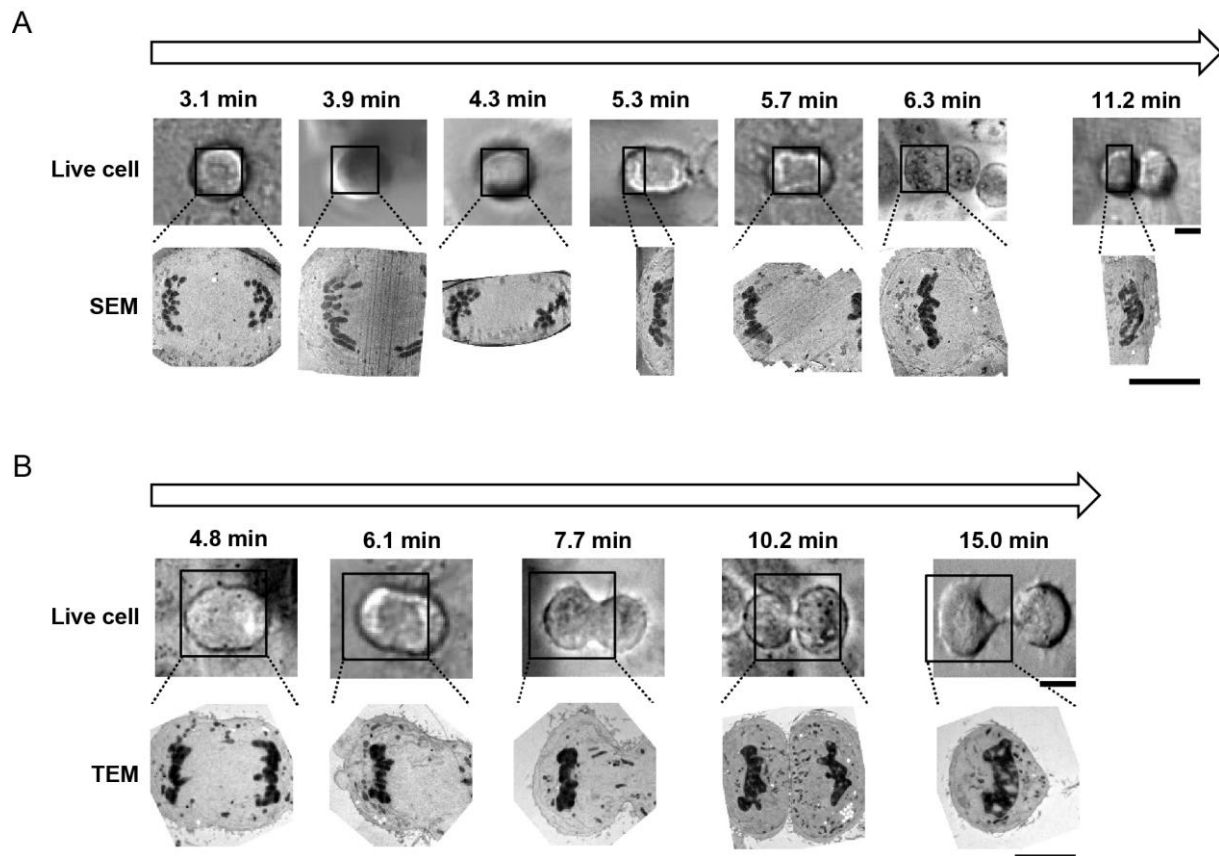 A
3.1 min 3.9 min 4.3 min 5.3 min 5.7 min 6.3 min 11.2 min
Live cell
SEM
B
4.8 min 6.1 min 7.7 min 10.2 min 15.0 min
Live cell
TEM